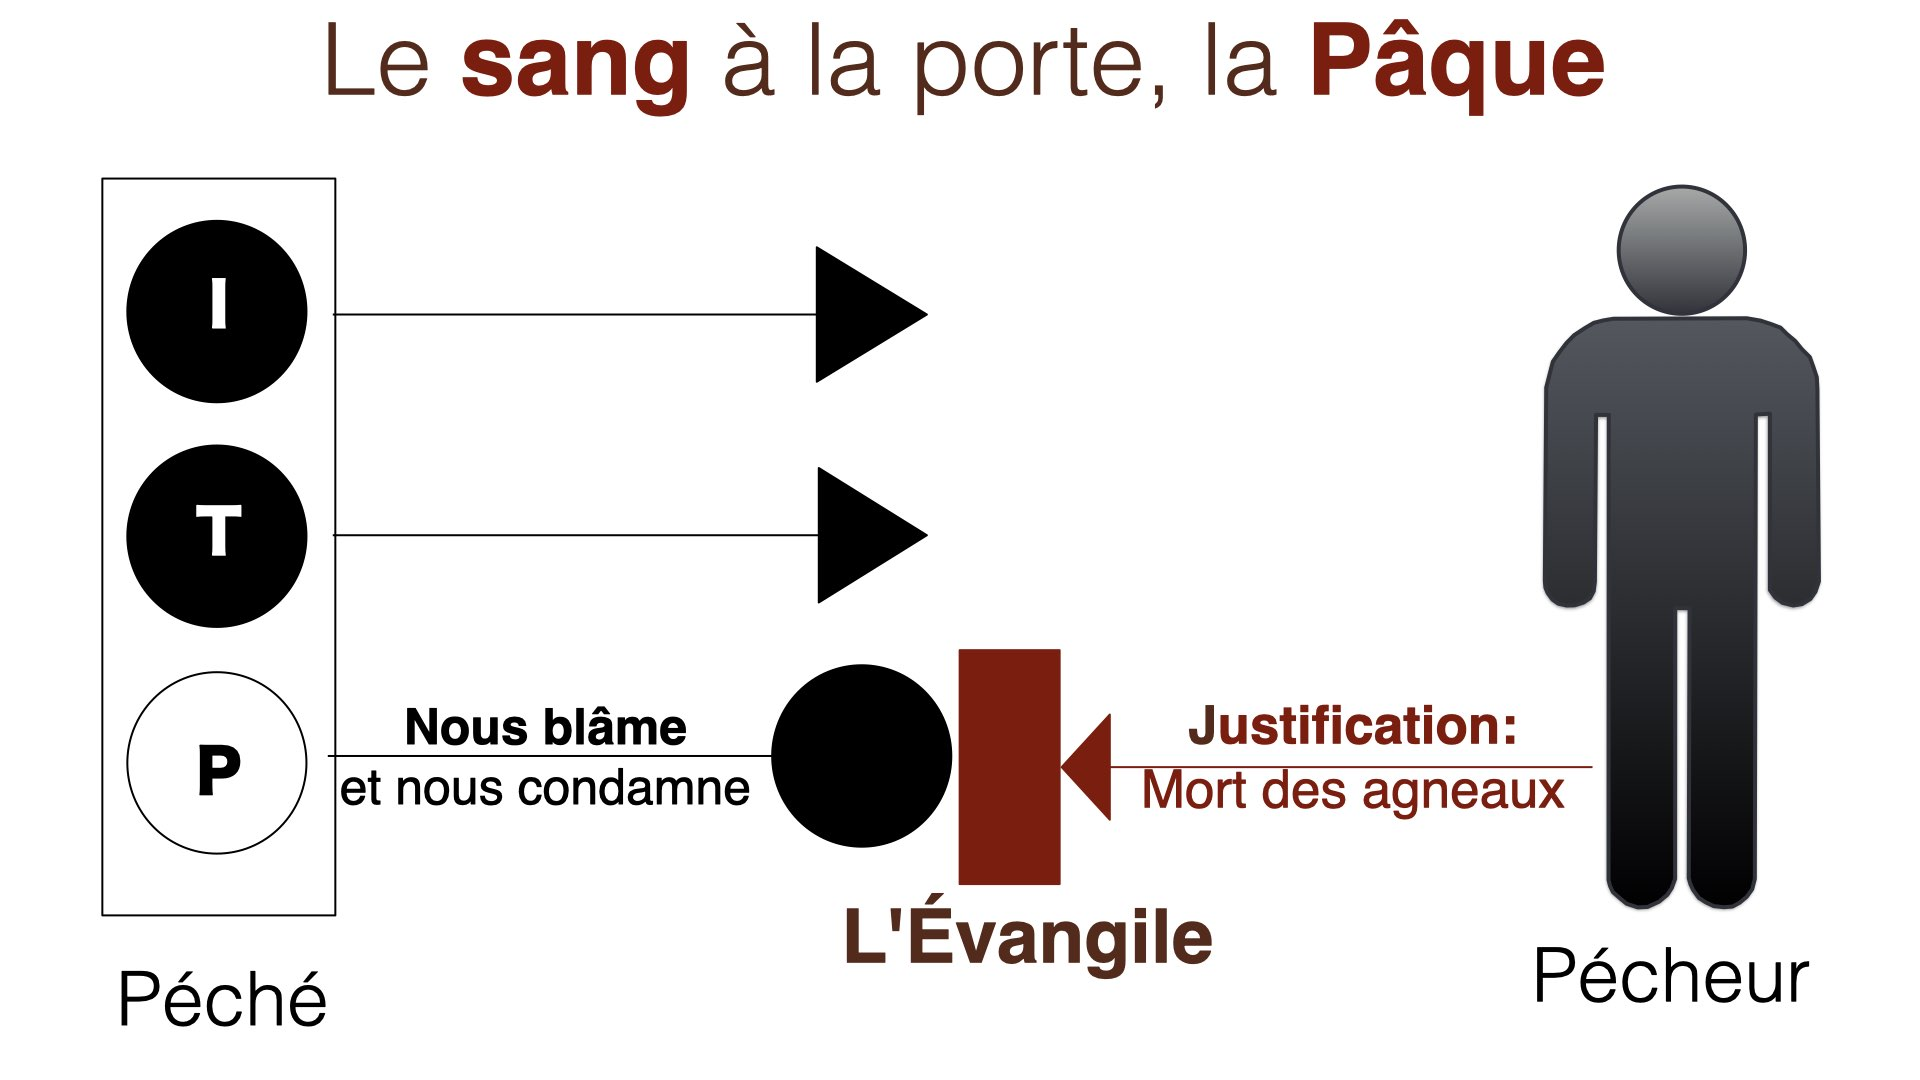 Le sang à la porte, la Pâque
I
T
P
Nous blâme
et nous condamne
Justification:
Mort des agneaux
L'Évangile
Péché
Pécheur